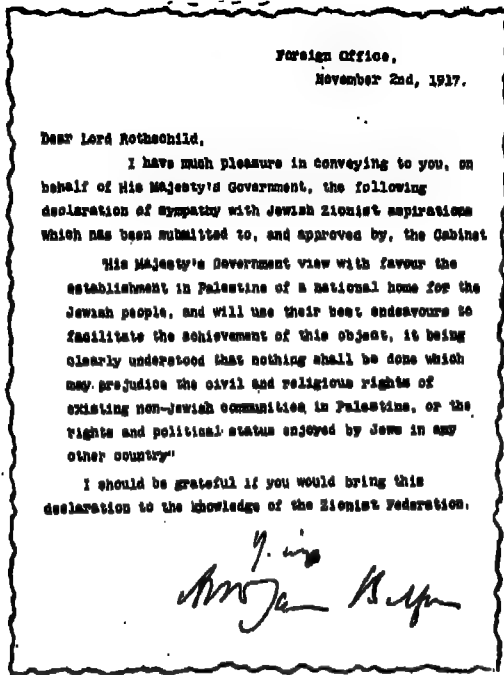 Foreign Office,
November 2nd, 1917.
Dear Lord Rothschild,
I have much pleasure in conveying to you, on
behalf of His Majesty's Government, the following
declaration of sympathy with Jewish Zionist aspirations
which has been submitted to, and approved by, the Cabinet
"His Majesty's Government view with favour the
establishment in Palestine of a national home for the
Jewish people, and will use their best endeavours to
facilitate the achievement of this object, it being
clearly understood that nothing shall be done which
may prejudice the civil and religious rights of
existing non-Jewish communities in Palestine, or the
rights and political status enjoyed by Jews in any
other country"
I should be grateful if you would bring this
declaration to the knowledge of the Zionist Federation.